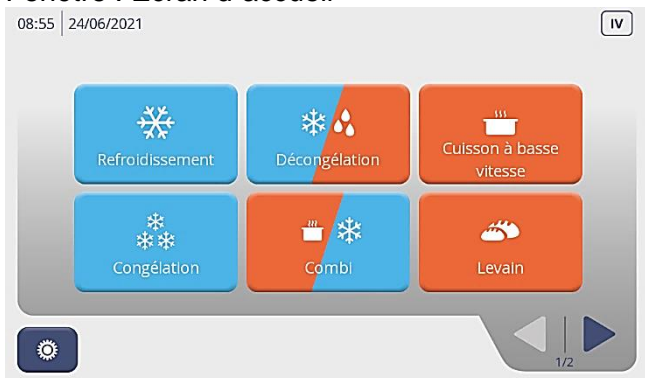 Fenêtre : Écran d'accueil
08:55 24/06/2021 IV
Refroidissement
Décongélation
Cuisson à basse
vitesse
Congélation
Combi
Levain
1/2